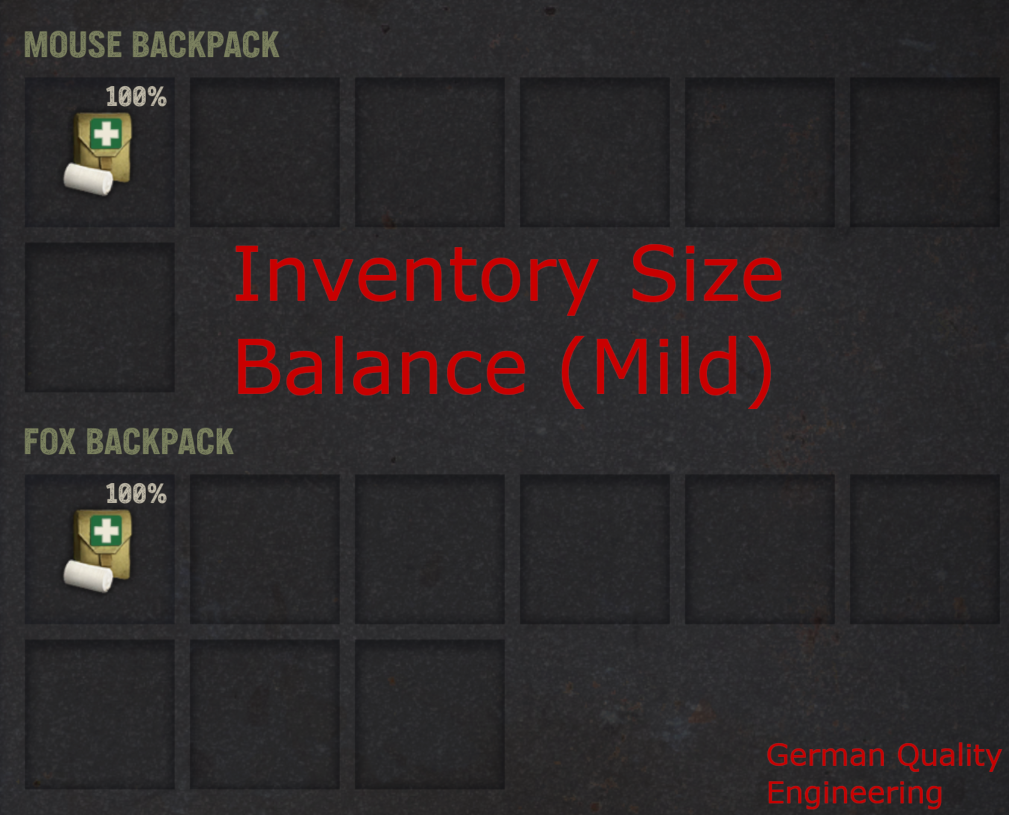 MOUSE BACKPACK
100%
Inventory Size
Balance (Mild)
FOX BACKPACK
100%
German Quality
Engineering